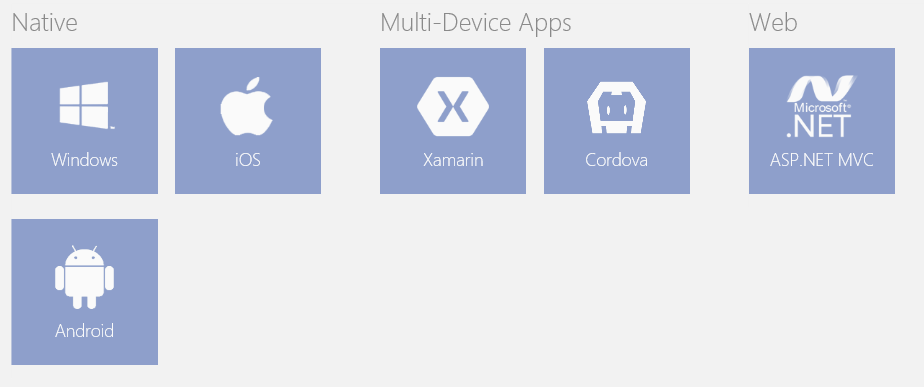 Native
Windows
iOS
Android
Multi-Device Apps
Xamarin
Cordova
Web
Microsoft®
.NET
ASP.NET MVC